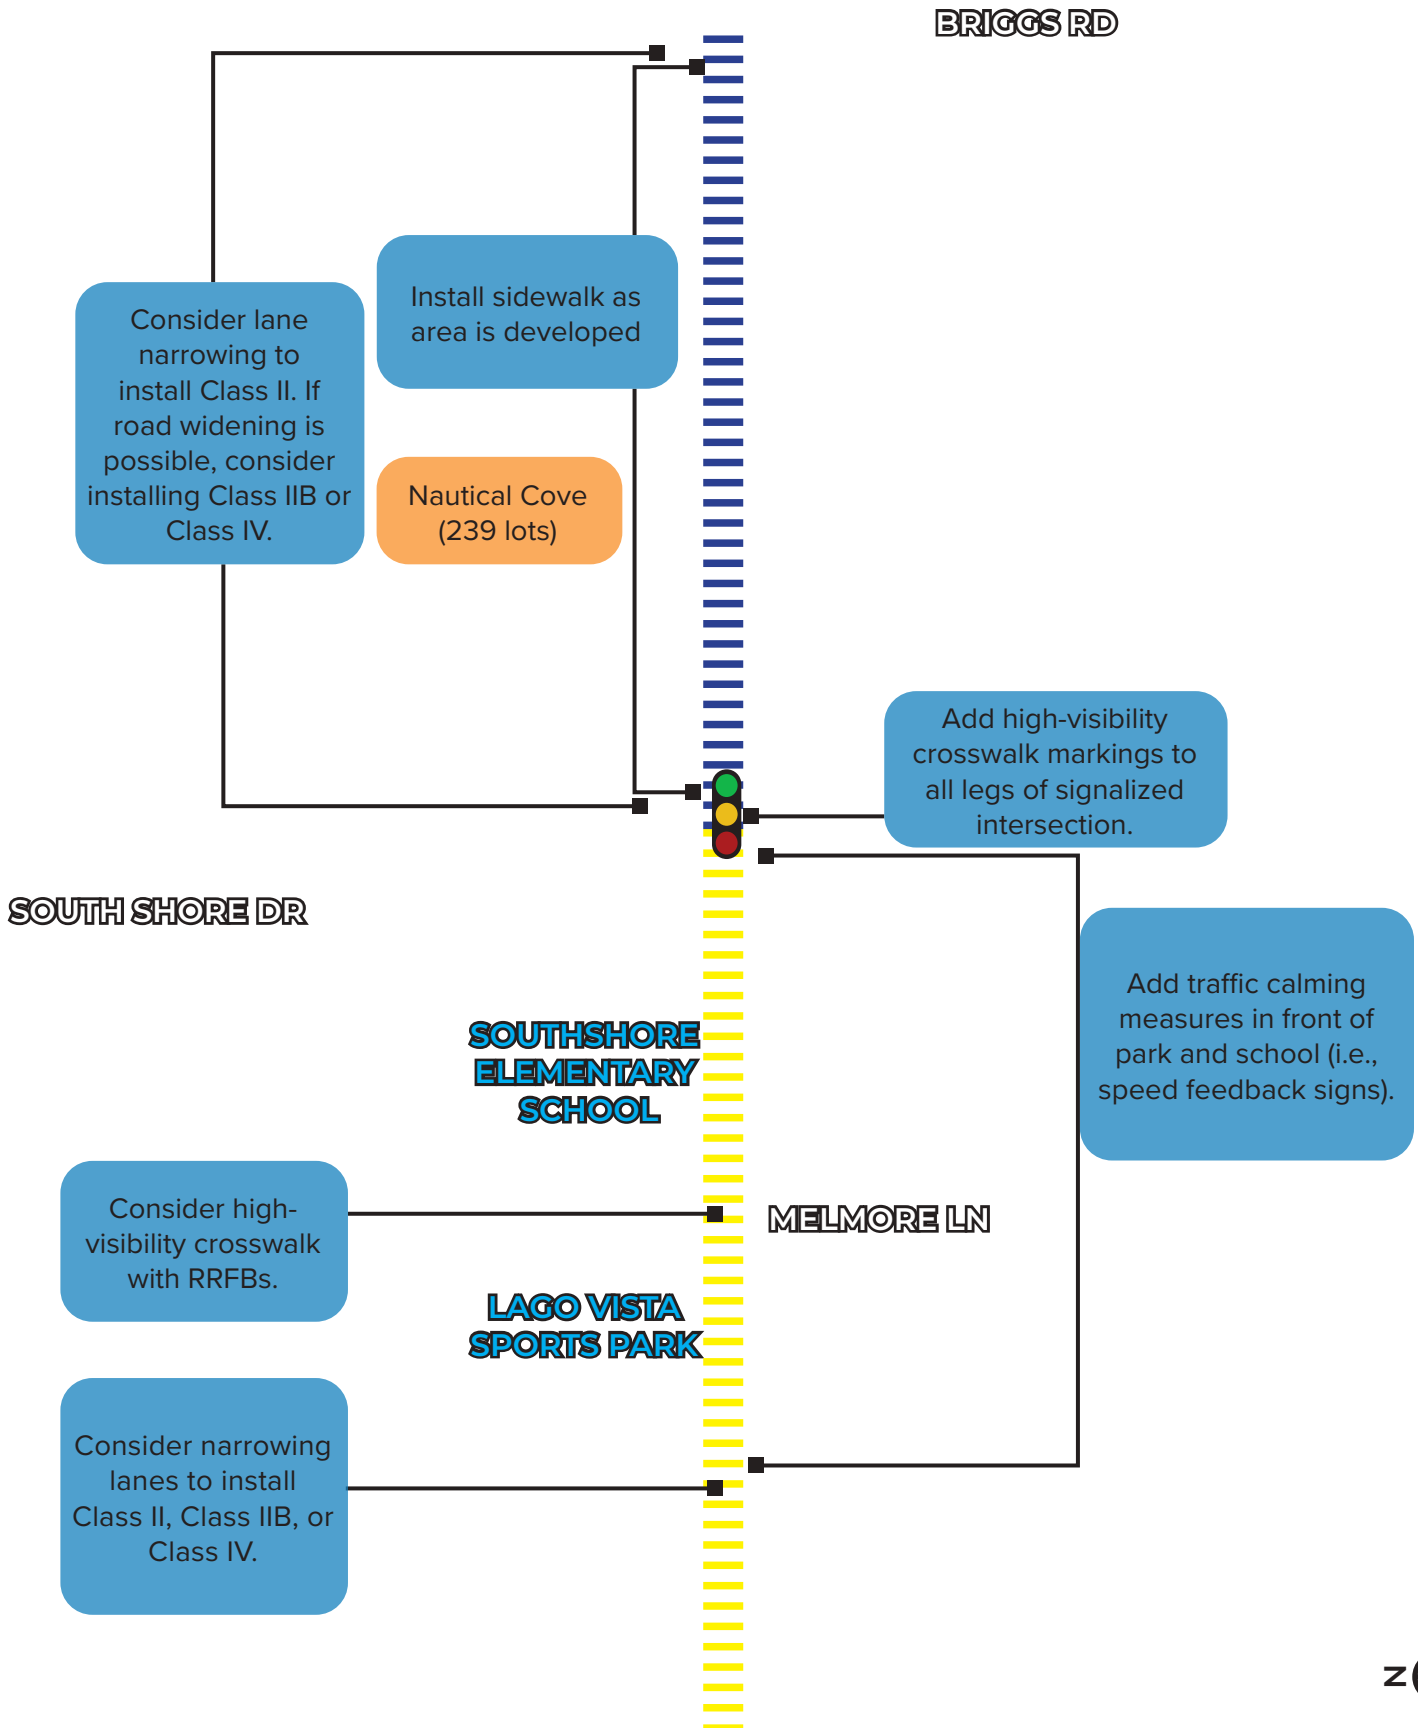 BRIGGS RD
Install sidewalk as
area is developed
Consider lane
narrowing to
install Class II. If
road widening is
possible, consider
installing Class IIB or
Class IV.
Nautical Cove
(239 lots)
Add high-visibility
crosswalk markings to
all legs of signalized
intersection.
SOUTH SHORE DR
Add traffic calming
measures in front of
park and school (i.e.,
speed feedback signs).
SOUTHSHORE
ELEMENTARY
SCHOOL
Consider high-
visibility crosswalk
with RRFBs.
MELMORE LN
LAGO VISTA
SPORTS PARK
Consider narrowing
lanes to install
Class II, Class IIB, or
Class IV.
N